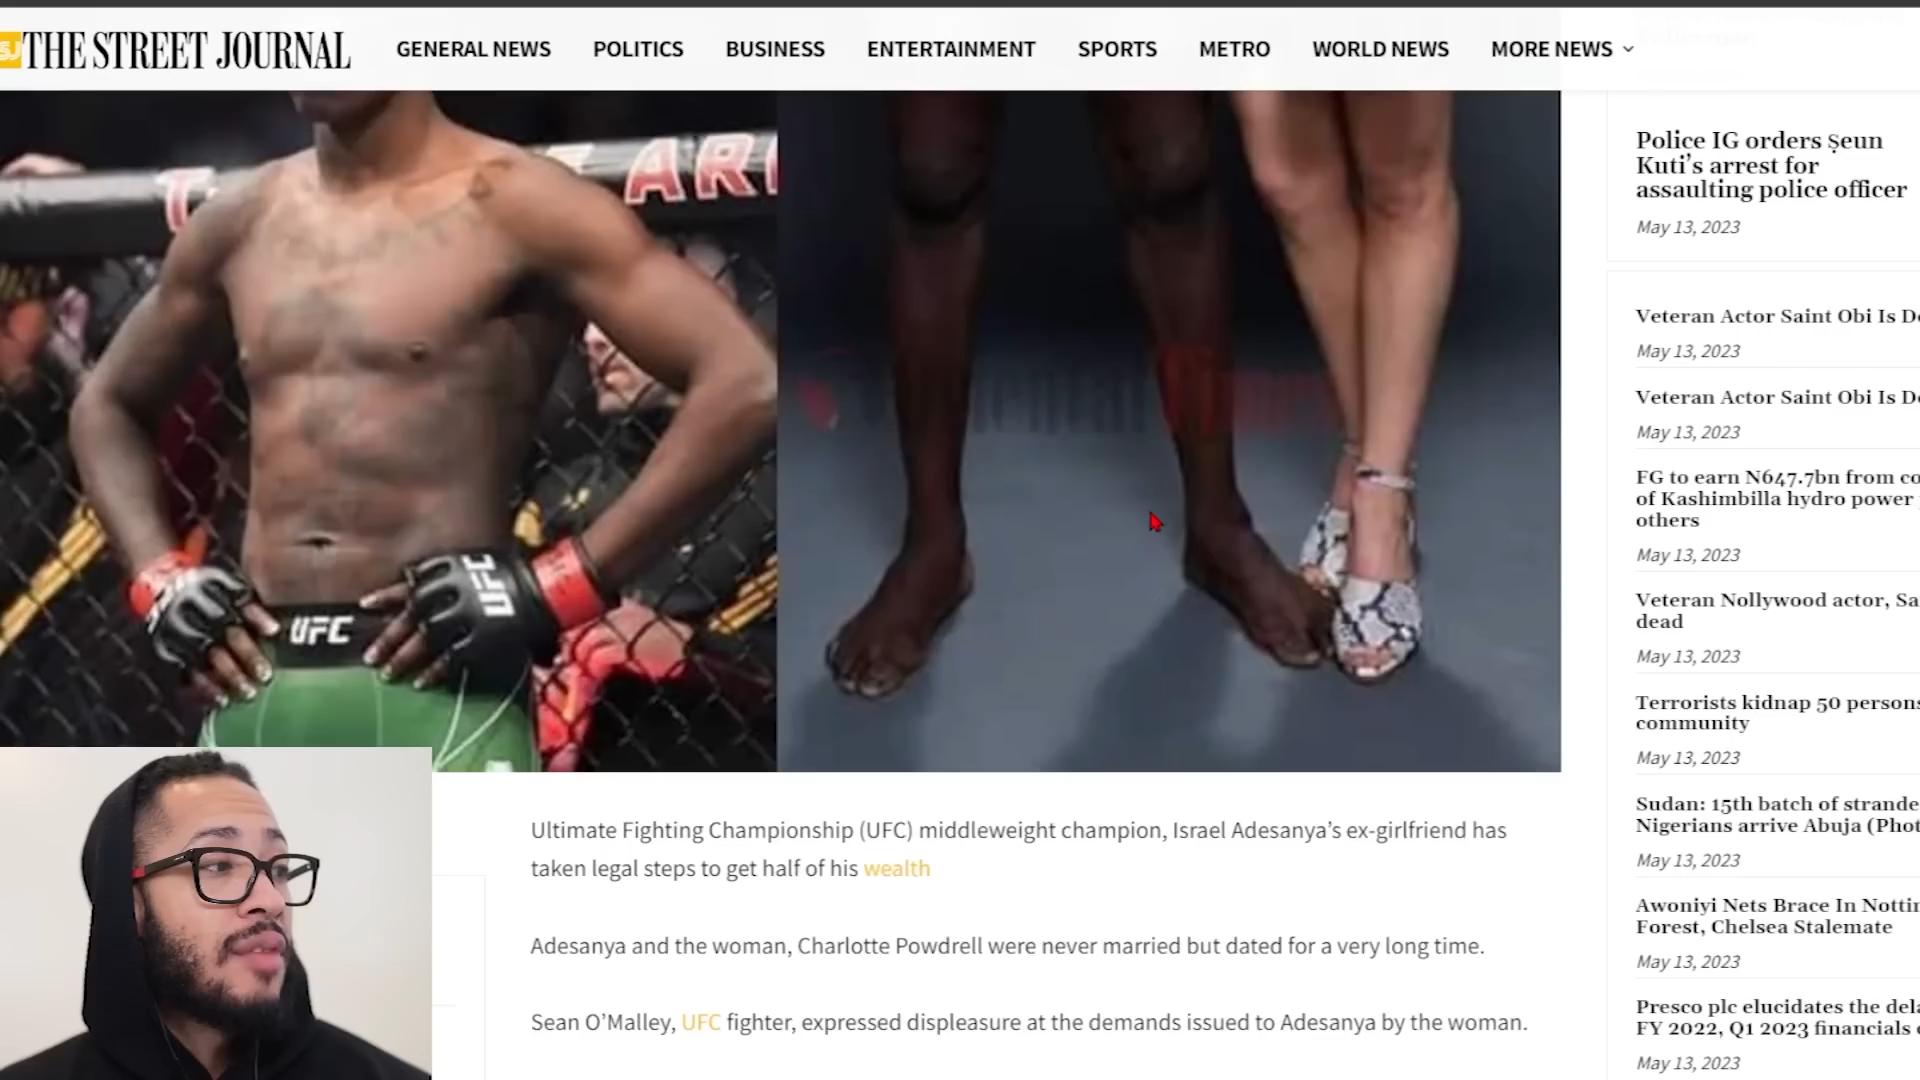 THE STREET JOURNAL
GENERAL NEWS
POLITICS
BUSINESS
ENTERTAINMENT
SPORTS
METRO
WORLD NEWS
MORE NEWS
ARI
UFC
UFC
Ultimate Fighting Championship (UFC) middleweight champion, Israel Adesanya’s ex-girlfriend has
taken legal steps to get half of his wealth
Adesanya and the woman, Charlotte Powdrell were never married but dated for a very long time.
Sean O’Malley, UFC fighter, expressed displeasure at the demands issued to Adesanya by the woman.
Police IG orders Ṣeun
Kuti’s arrest for
assaulting police officer
May 13, 2023
Veteran Actor Saint Obi Is
May 13, 2023
Veteran Actor Saint Obi Is
May 13, 2023
FG to earn N647.7bn from
of Kashimbilla hydro power
others
May 13, 2023
Veteran Nollywood actor,
dead
May 13, 2023
Terrorists kidnap 50 persons
community
May 13, 2023
Sudan: 15th batch of
Nigerians arrive Abuja
May 13, 2023
Awoniyi Nets Brace In
Forest, Chelsea Stalemate
May 13, 2023
Presco plc elucidates the
FY 2022, Q1 2023 financials
May 13, 2023